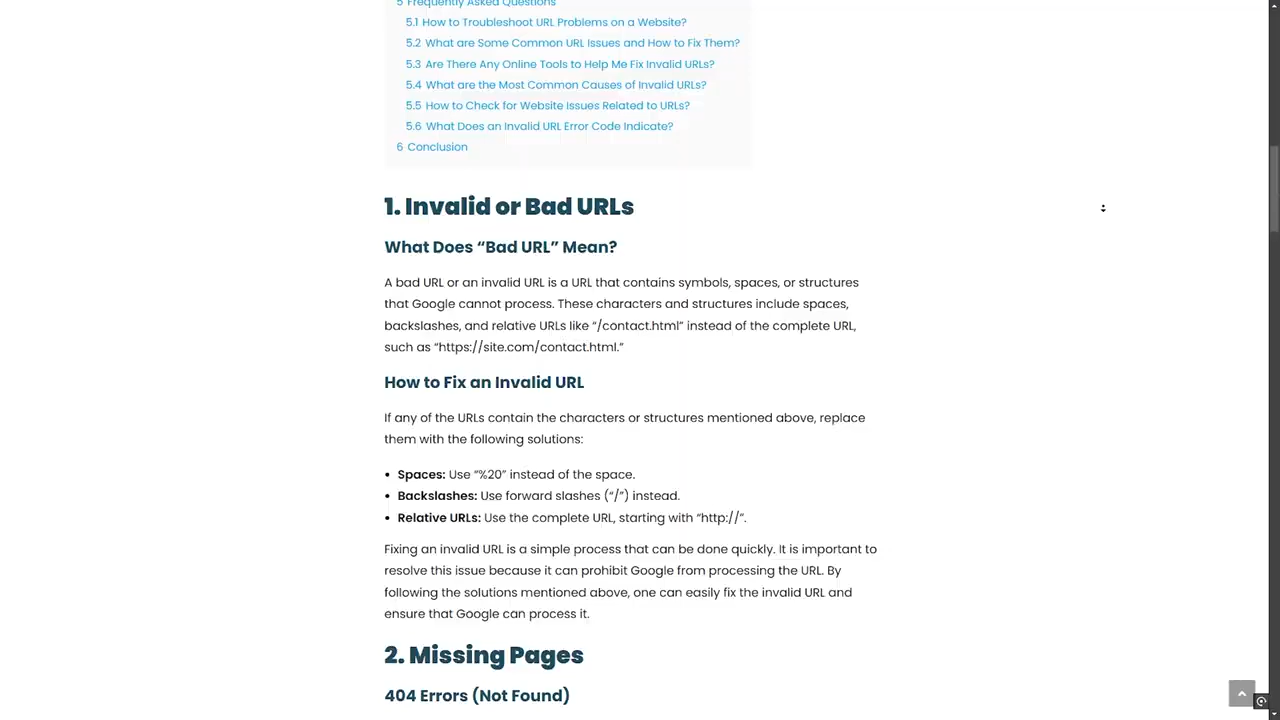 5 Frequently Asked Questions
5.1 How to Troubleshoot URL Problems on a Website?
5.2 What are Some Common URL Issues and How to Fix Them?
5.3 Are There Any Online Tools to Help Me Fix Invalid URLs?
5.4 What are the Most Common Causes of Invalid URLs?
5.5 How to Check for Website Issues Related to URLs?
5.6 What Does an Invalid URL Error Code Indicate?
6 Conclusion
1. Invalid or Bad URLs
What Does “Bad URL” Mean?
A bad URL or an invalid URL is a URL that contains symbols, spaces, or structures
that Google cannot process. These characters and structures include spaces,
backslashes, and relative URLs like “/contact.html” instead of the complete URL,
such as “https://site.com/contact.html.”
How to Fix an Invalid URL
If any of the URLs contain the characters or structures mentioned above, replace
them with the following solutions:
• Spaces: Use “%20” instead of the space.
• Backslashes: Use forward slashes (“/”) instead.
• Relative URLs: Use the complete URL, starting with “http://”.
Fixing an invalid URL is a simple process that can be done quickly. It is important to
resolve this issue because it can prohibit Google from processing the URL. By
following the solutions mentioned above, one can easily fix the invalid URL and
ensure that Google can process it.
2. Missing Pages
404 Errors (Not Found)